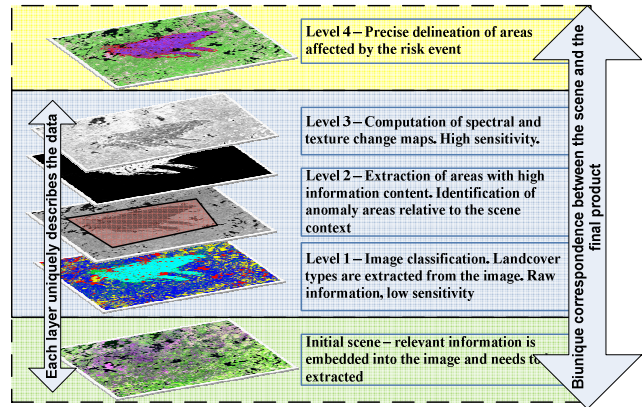 Level 4 – Precise delineation of areas
affected by the risk event
Level 3 – Computation of spectral and
texture change maps. High sensitivity.
Level 2 – Extraction of areas with high
information content. Identification of
anomaly areas relative to the scene
context
Level 1 – Image classification. Landcover
types are extracted from the image. Raw
information, low sensitivity
Initial scene – relevant information is
embedded into the image and needs to
extracted
Each layer uniquely describes the data
Biunique correspondence between the scene and the
final product